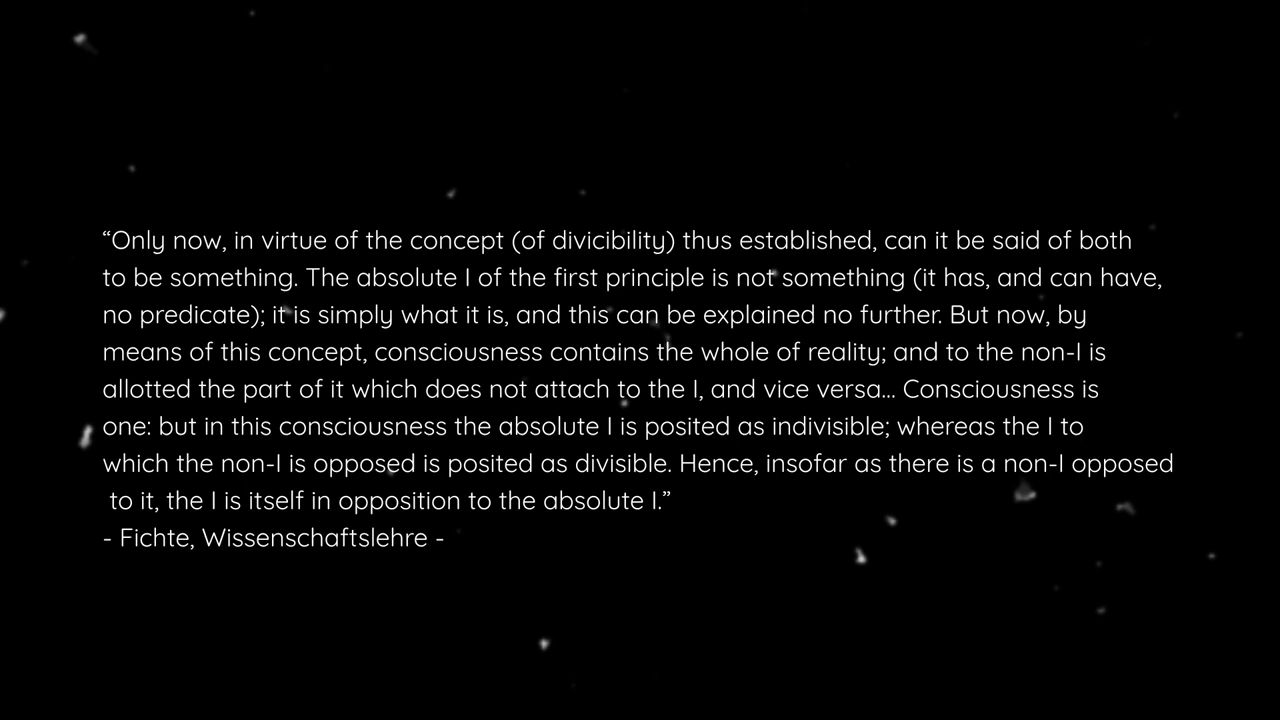 “Only now, in virtue of the concept (of divicibility) thus established, can it be said of both
to be something. The absolute I of the first principle is not something (it has, and can have,
no predicate); it is simply what it is, and this can be explained no further. But now, by
means of this concept, consciousness contains the whole of reality; and to the non-I is
allotted the part of it which does not attach to the I, and vice versa... Consciousness is
one: but in this consciousness the absolute I is posited as indivisible; whereas the I to
which the non-I is opposed is posited as divisible. Hence, insofar as there is a non-I opposed
to it, the I is itself in opposition to the absolute I.”
- Fichte, Wissenschaftslehre -